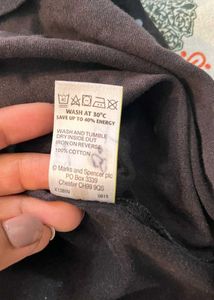 WASH AT 30°C
SAVE UP TO 40% ENERGY
WASH AND TUMBLE
DRY INSIDE OUT
IRON ON REVERSE
100% COTTON
© Marks and Spencer plc
PO Box 3339
Chester CH99 9QS
0815